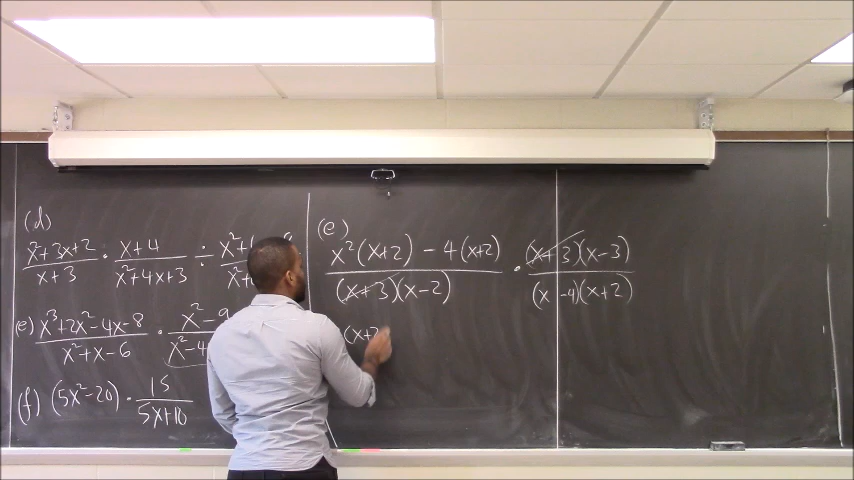 (d)
x²+3x+2 / x+3 · x+4 / x²+4x+3 ÷
(e) x³+2x²-4x-8 / x²+x-6 · x²-9 / x²-4
(f) (5x²-20) · 15 / 5x+10
(e)
x²(x+2) - 4(x+2) / (x+3)(x-2) · (x+3)(x-3) / (x-4)(x+2)
(x+2